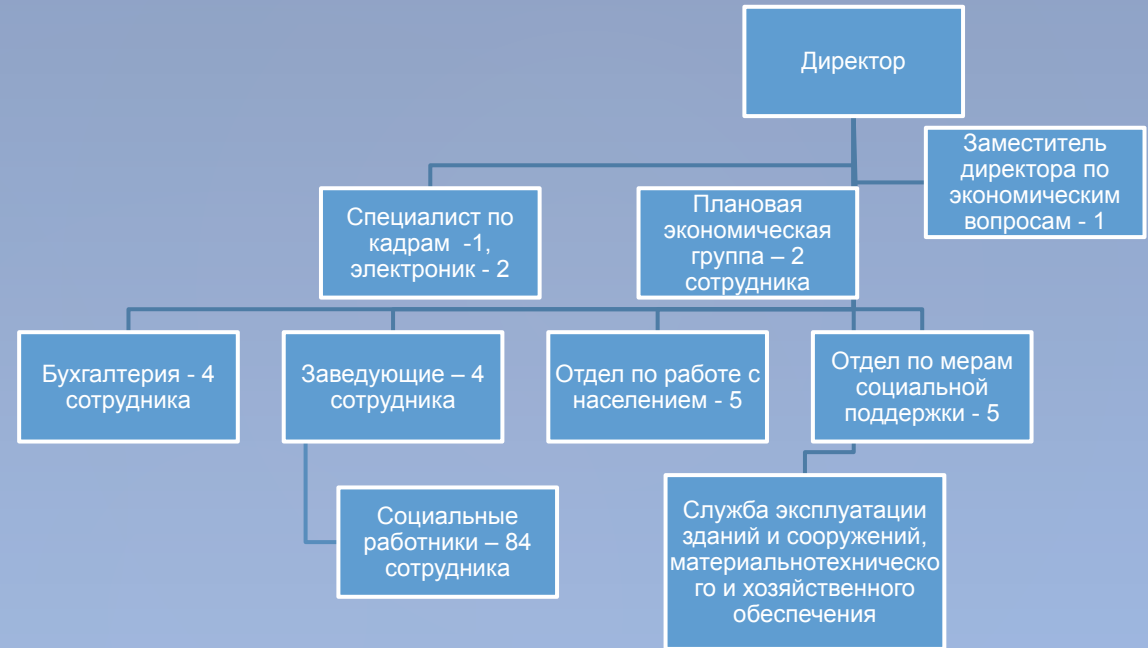 Директор
Заместитель
директора по
экономическим
вопросам - 1
Специалист по
кадрам -1,
электроник - 2
Плановая
экономическая
группа – 2
сотрудника
Бухгалтерия - 4
сотрудника
Заведующие – 4
сотрудника
Отдел по работе с
населением - 5
Отдел по мерам
социальной
поддержки - 5
Социальные
работники – 84
сотрудника
Служба эксплуатации
зданий и сооружений,
материальнотехническо
го и хозяйственного
обеспечения